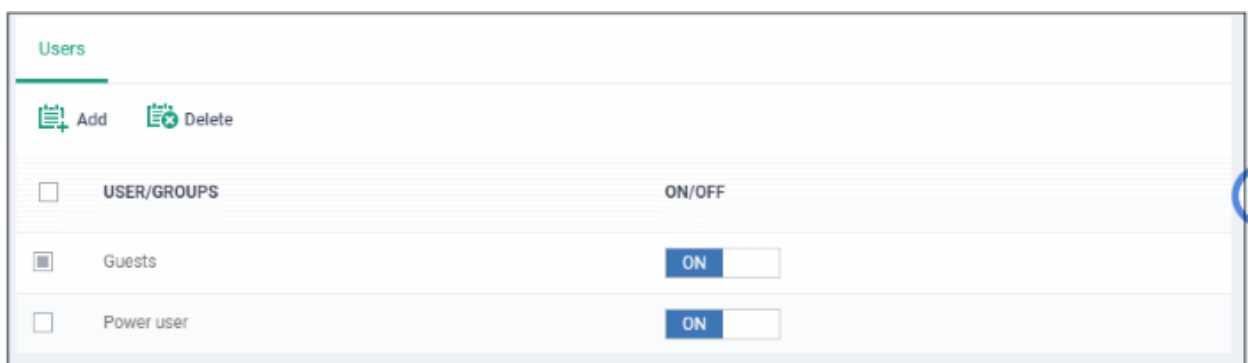 Users
Add Delete
USER/GROUPS ON/OFF
Guests ON
Power user ON